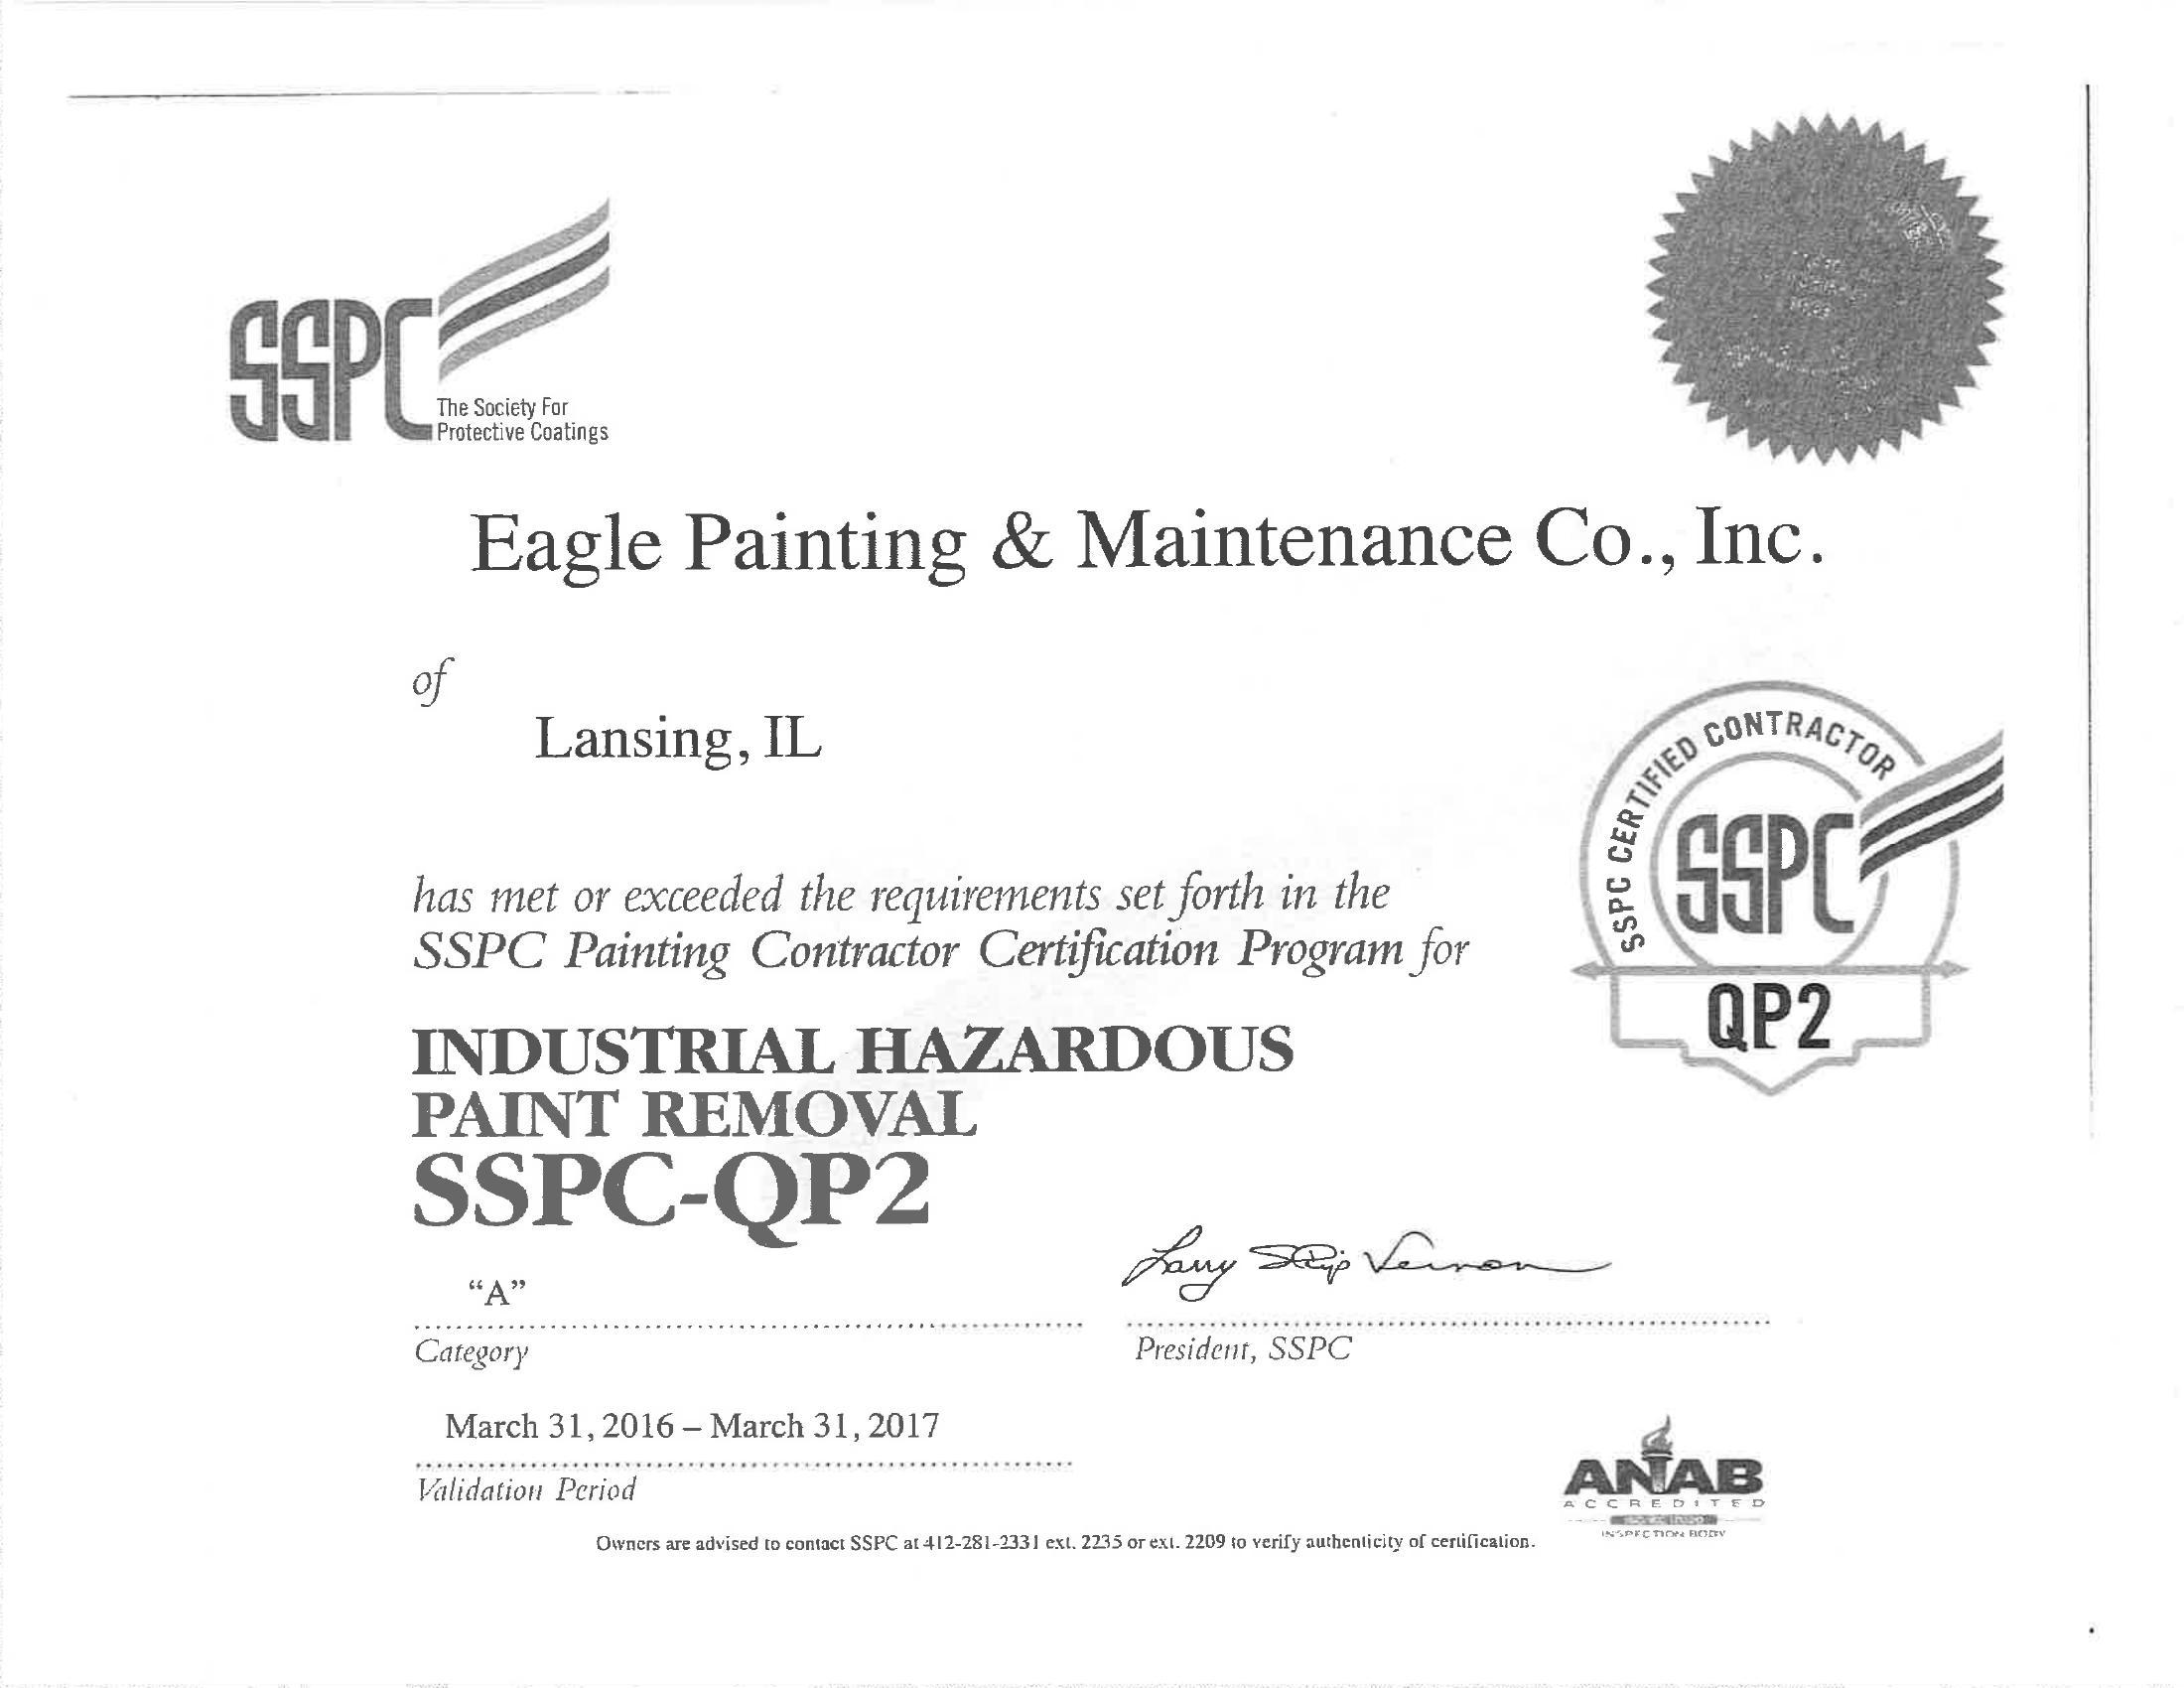 SSPC
The Society For
Protective Coatings
Eagle Painting & Maintenance Co., Inc.
of
Lansing, IL
SSPC CERTIFIED CONTRACTOR
SSPC
QP2
has met or exceeded the requirements set forth in the
SSPC Painting Contractor Certification Program for
INDUSTRIAL HAZARDOUS
PAINT REMOVAL
SSPC-QP2
"A"
Larry Skip Vernon
Category
President, SSPC
March 31, 2016 – March 31, 2017
Validation Period
ANAB
ACCREDITED
INSPECTION BODY
Owners are advised to contact SSPC at 412-281-2331 ext. 2235 or ext. 2209 to verify authenticity of certification.